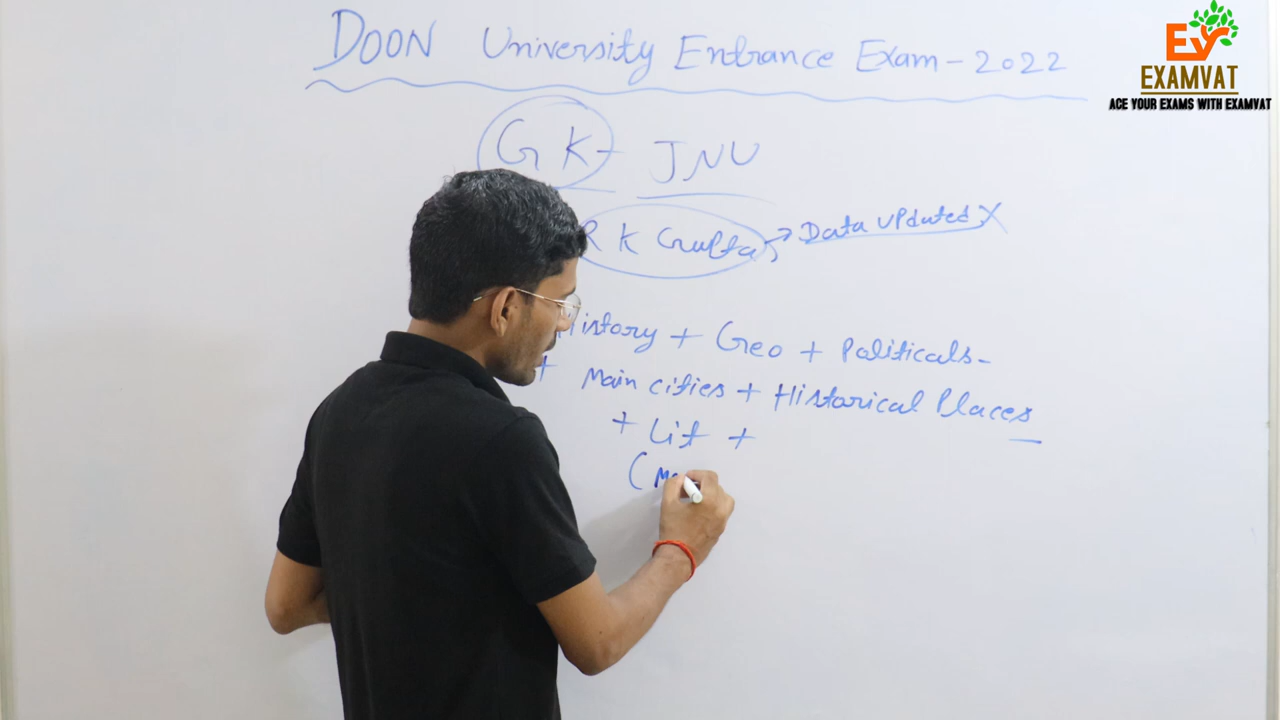 DOON University Entrance Exam - 2022
EV
EXAMVAT
ACE YOUR EXAMS WITH EXAMVAT
GK - JNU
R K Gupta, → Data Updated X
History + Geo + Politicals -
+ Main cities + Historical Places
+ Lit +
(